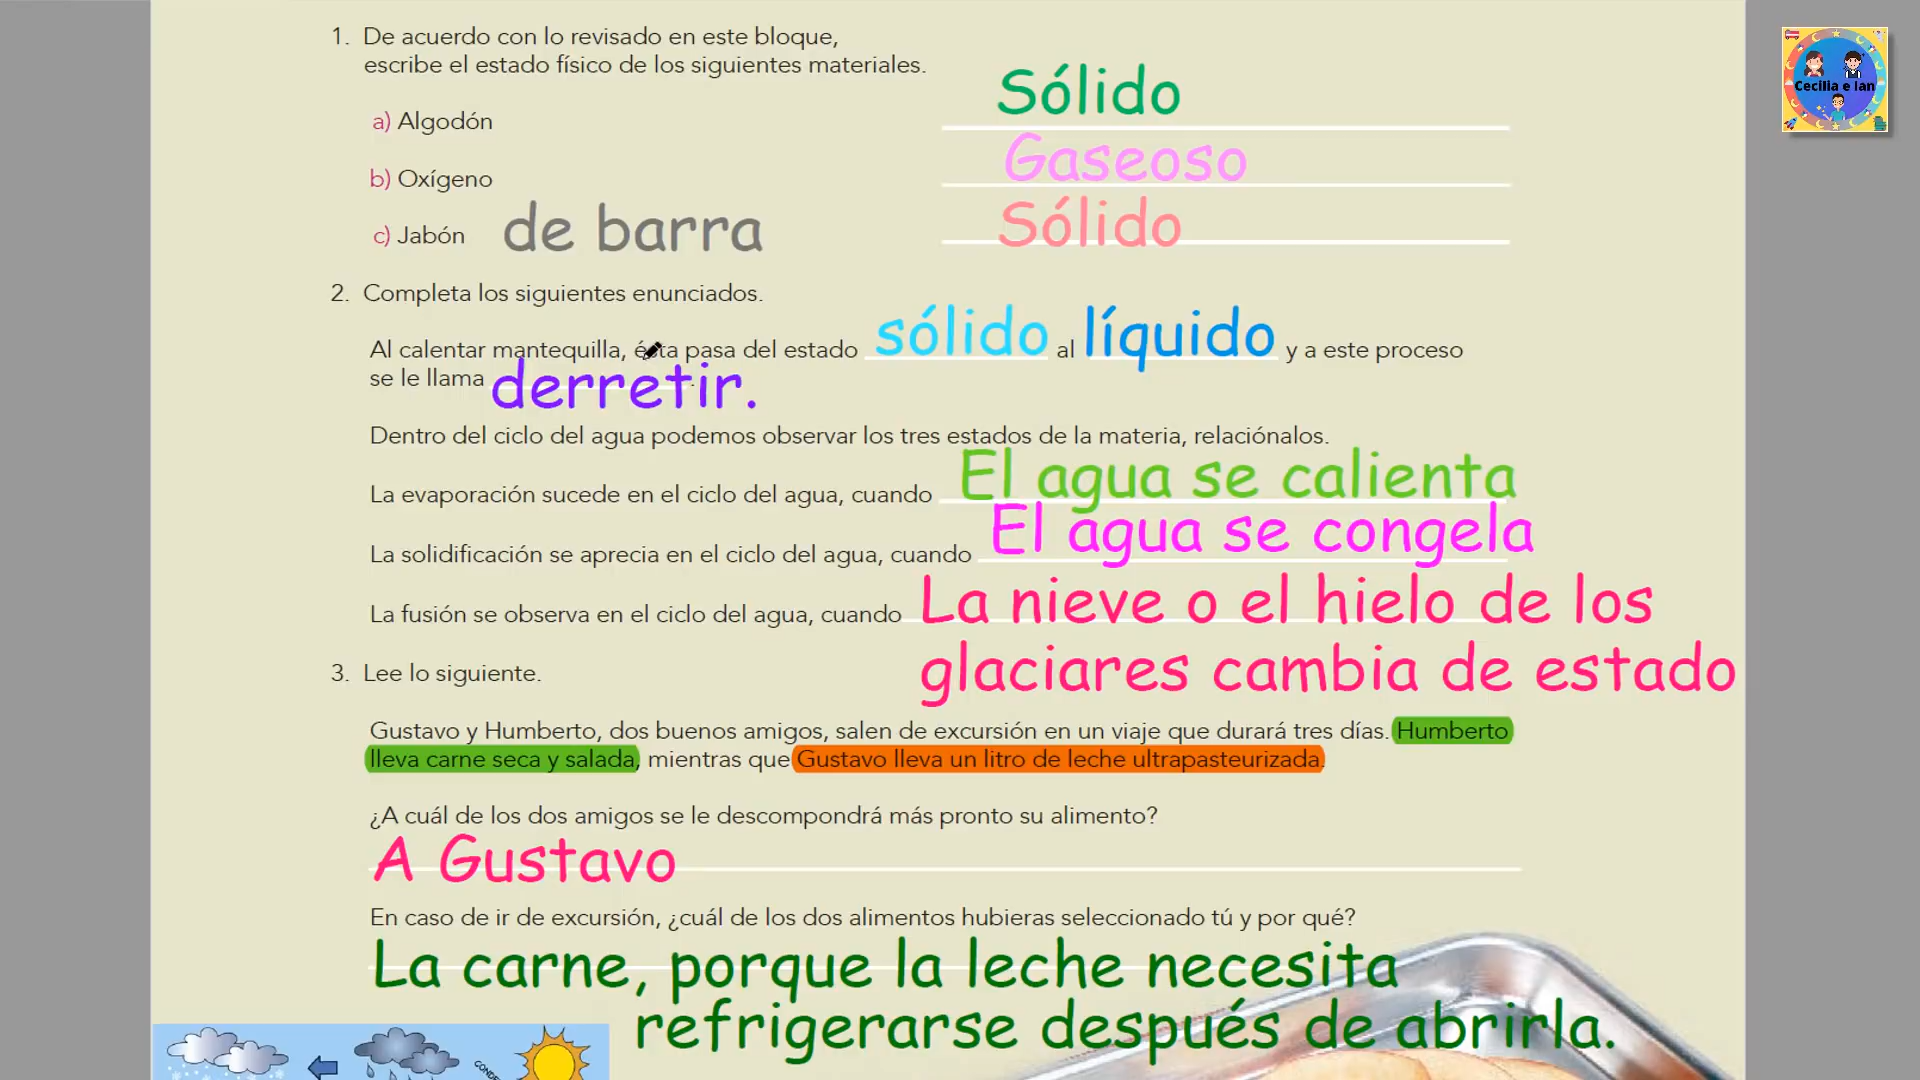 1. De acuerdo con lo revisado en este bloque,
escribe el estado físico de los siguientes materiales.
a) Algodón Sólido
b) Oxígeno Gaseoso
c) Jabón de barra Sólido
Cecilia e Ian
2. Completa los siguientes enunciados.
Al calentar mantequilla, ésta pasa del estado sólido al líquido y a este proceso
se le llama derretir.
Dentro del ciclo del agua podemos observar los tres estados de la materia, relaciónalos.
La evaporación sucede en el ciclo del agua, cuando El agua se calienta
La solidificación se aprecia en el ciclo del agua, cuando El agua se congela
La fusión se observa en el ciclo del agua, cuando La nieve o el hielo de los
glaciares cambia de estado
3. Lee lo siguiente.
Gustavo y Humberto, dos buenos amigos, salen de excursión en un viaje que durará tres días. Humberto
lleva carne seca y salada, mientras que Gustavo lleva un litro de leche ultrapasteurizada.
¿A cuál de los dos amigos se le descompondrá más pronto su alimento?
A Gustavo
En caso de ir de excursión, ¿cuál de los dos alimentos hubieras seleccionado tú y por qué?
La carne, porque la leche necesita
refrigerarse después de abrirla.